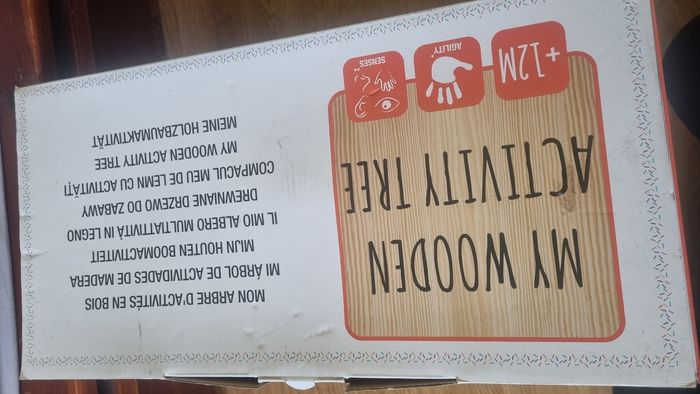 MY WOODEN
ACTIVITY TREE
+12M
AGILITY*
SENSES**
MON ARBRE D'ACTIVITÉS EN BOIS
MI ÁRBOL DE ACTIVIDADES DE MADERA
MIJN HOUTEN BOOMACTIVITEIT
IL MIO ALBERO MULTIATTIVITÀ IN LEGNO
DREWNIANE DRZEWO DO ZABAWY
COMPACUL MEU DE LEMN CU ACTIVITĂȚI
MY WOODEN ACTIVITY TREE
MEINE HOLZBAUMAKTIVITÄT